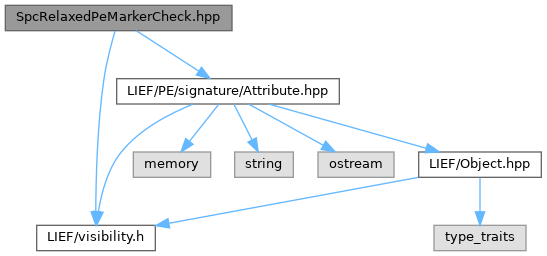 SpcRelaxedPeMarkerCheck.hpp
LIEF/PE/signature/Attribute.hpp
memory
string
ostream
LIEF/Object.hpp
LIEF/visibility.h
type_traits